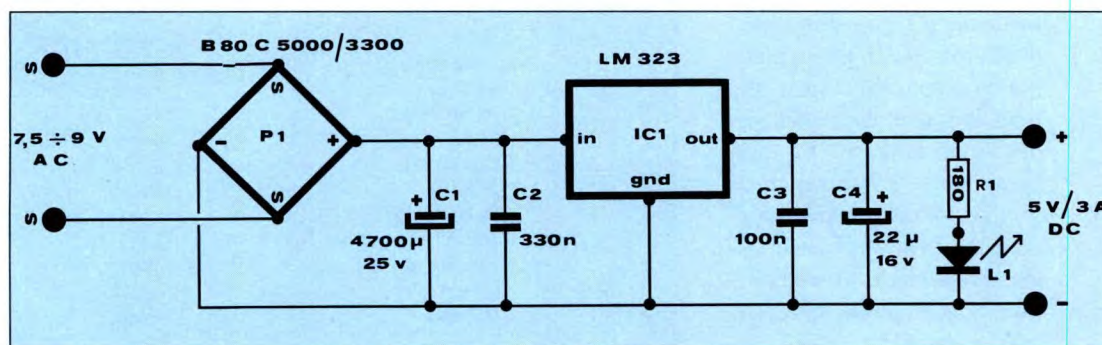 B 80 C 5000/3300
LM 323
S
S
7,5 ÷ 9 V
A C
P1
-
+
S
S
in
IC1
out
gnd
+
C1
4700µ
25 v
C2
330n
C3
100n
+
C4
22 µ
16 v
180
R1
L1
+
5 V/3 A
DC
-